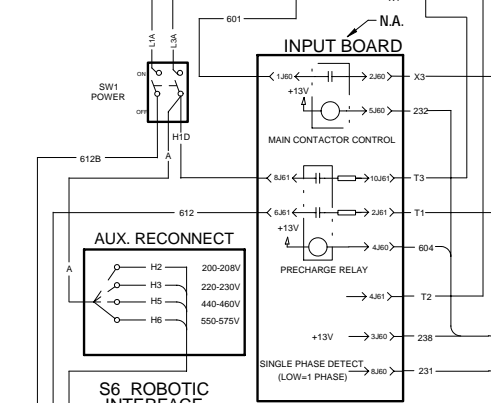 601
N.A.
INPUT BOARD
L1A
L3A
ON
OFF
SW1
POWER
H1D
A
612B
612
1J60
2J60
X3
+13V
5J60
232
MAIN CONTACTOR CONTROL
8J61
10J61
T3
6J61
2J61
T1
+13V
4J60
604
PRECHARGE RELAY
4J61
T2
+13V
3J60
238
SINGLE PHASE DETECT
(LOW=1 PHASE)
8J60
231
AUX. RECONNECT
A
H2 200-208V
H3 220-230V
H5 440-460V
H6 550-575V
S6 ROBOTIC
INTERFACE